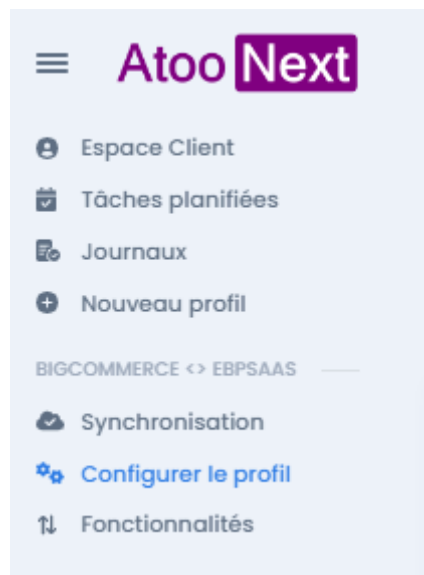 Atoo Next
Espace Client
Tâches planifiées
Journaux
Nouveau profil
BIGCOMMERCE <> EBPSAAS
Synchronisation
Configurer le profil
Fonctionnalités